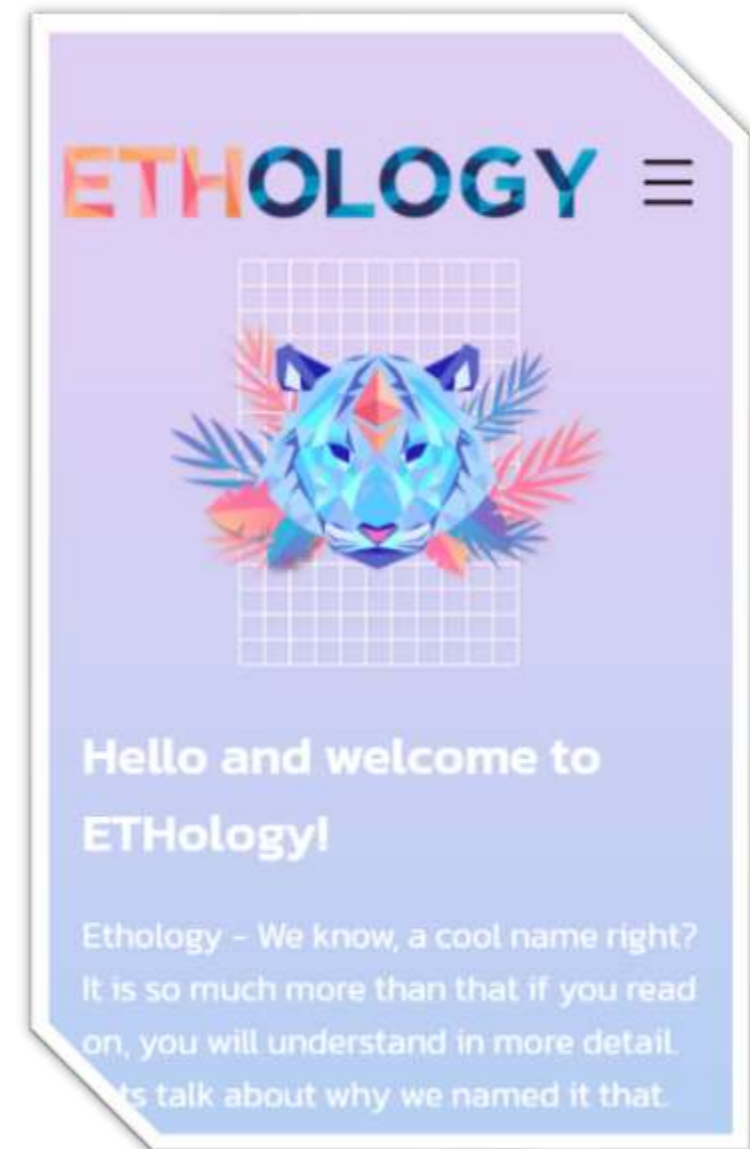 ETHOLOGY
Hello and welcome to
ETHology!
Ethology - We know, a cool name right?
It is so much more than that if you read
on, you will understand in more detail.
ts talk about why we named it that.